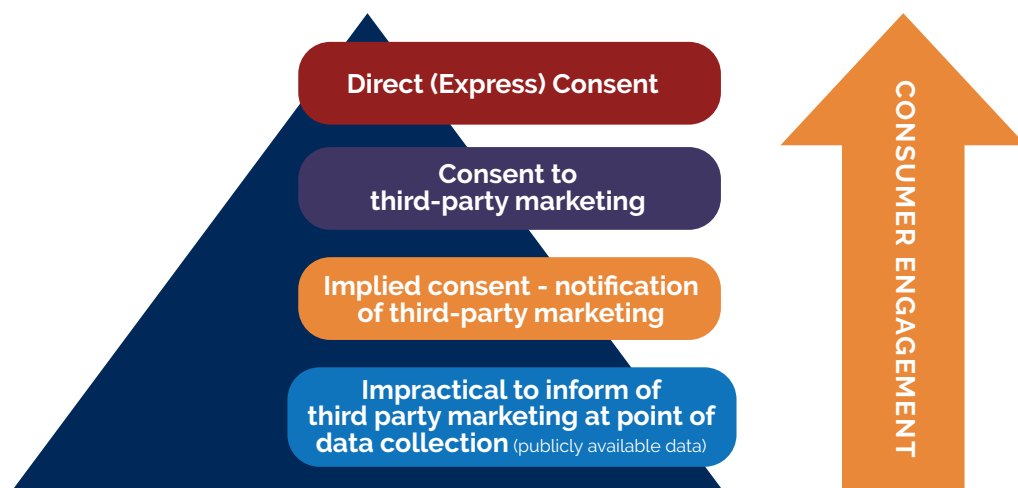 Direct (Express) Consent
Consent to
third-party marketing
Implied consent - notification
of third-party marketing
Impractical to inform of
third party marketing at point of
data collection (publicly available data)
CONSUMER ENGAGEMENT